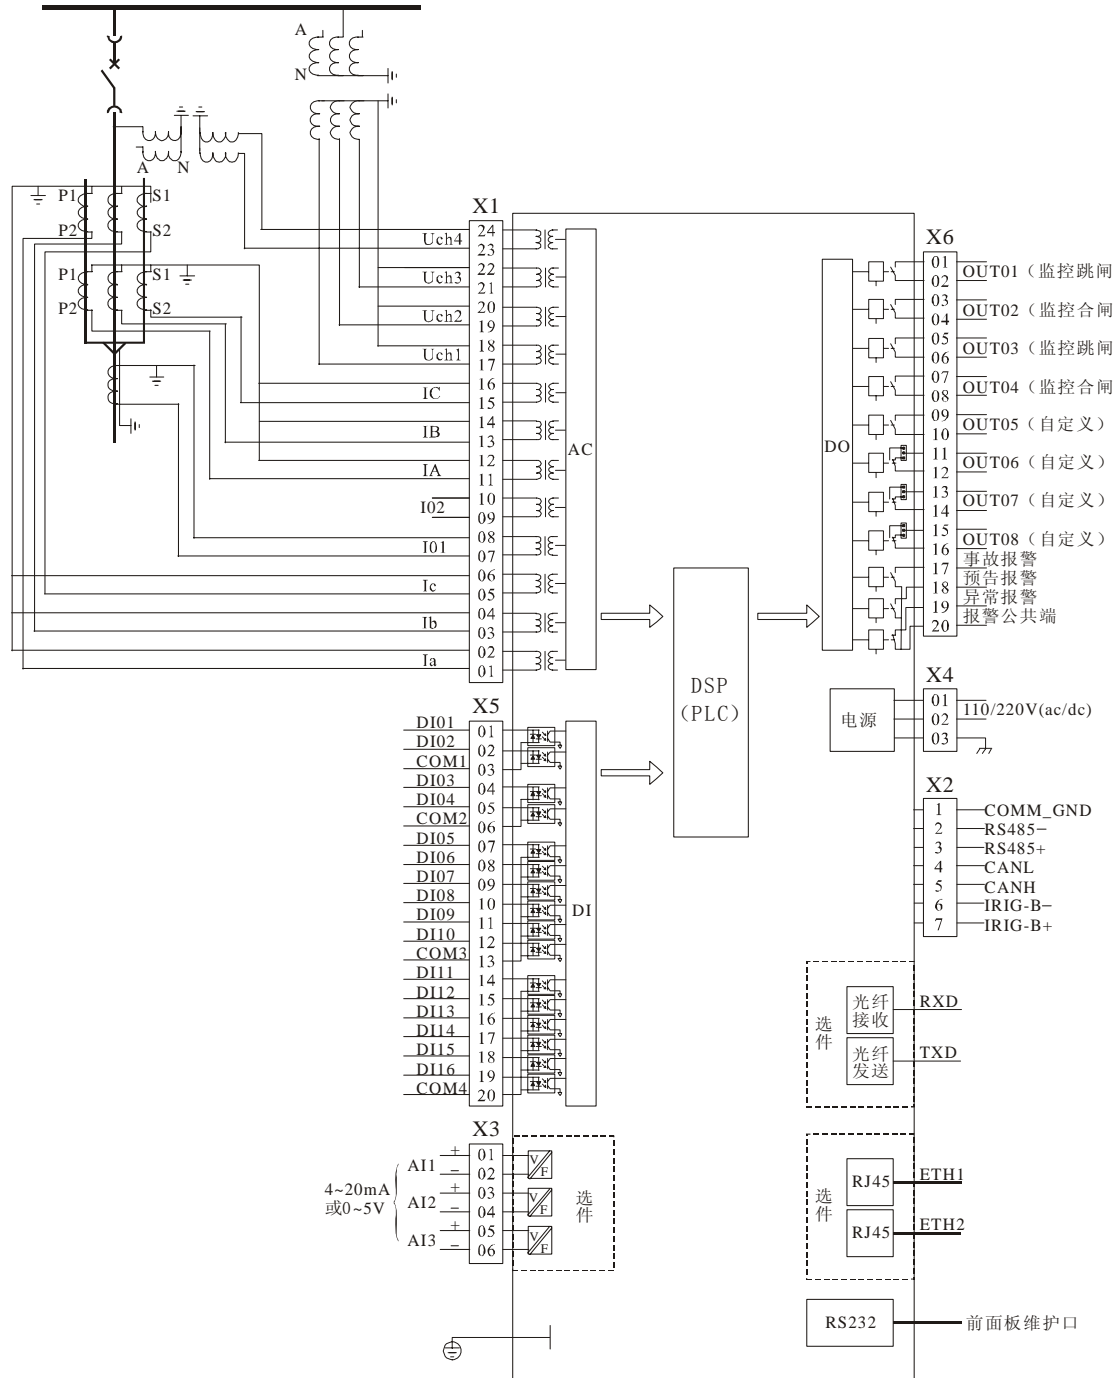 A
N
A N
P1 S1
P2 S2
P1 S1
P2 S2
X1
24
Uch4
23
22
Uch3
21
20
Uch2
19
18
Uch1
17
16
IC
15
14
IB
13
12
IA
11
10
I02
09
08
I01
07
06
Ic
05
04
Ib
03
02
Ia
01
AC
X5
DI01 01
DI02 02
COM1 03
DI03 04
DI04 05
COM2 06
DI05 07
DI06 08
DI07 09
DI08 10
DI09 11
DI10 12
COM3 13
DI11 14
DI12 15
DI13 16
DI14 17
DI15 18
DI16 19
COM4 20
DI
X3
4~20mA
或0~5V
AI1 + 01
− 02
AI2 + 03
− 04
AI3 + 05
− 06
V F
V F
V F
选件
DSP
(PLC)
DO
X6
01
OUT01（监控跳闸
02
03
OUT02（监控合闸
04
05
OUT03（监控跳闸
06
07
OUT04（监控合闸
08
09
OUT05（自定义）
10
11
OUT06（自定义）
12
13
OUT07（自定义）
14
15
OUT08（自定义）
16
事故报警
17
预告报警
18
异常报警
19
报警公共端
20
X4
电源
01
110/220V(ac/dc)
02
03
X2
1 COMM_GND
2 RS485−
3 RS485+
4 CANL
5 CANH
6 IRIG-B−
7 IRIG-B+
选件
光纤
接收
RXD
光纤
发送
TXD
选件
RJ45 ETH1
RJ45 ETH2
RS232 前面板维护口